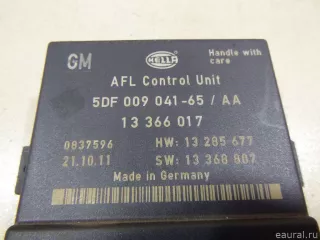 GM
HELLA
Handle with
care
AFL Control Unit
5DF 009 041-65 / AA
13 366 017
0837596
HW: 13 285 677
21.10.11
SW: 13 368 807
Made in Germany
© eaural.ru